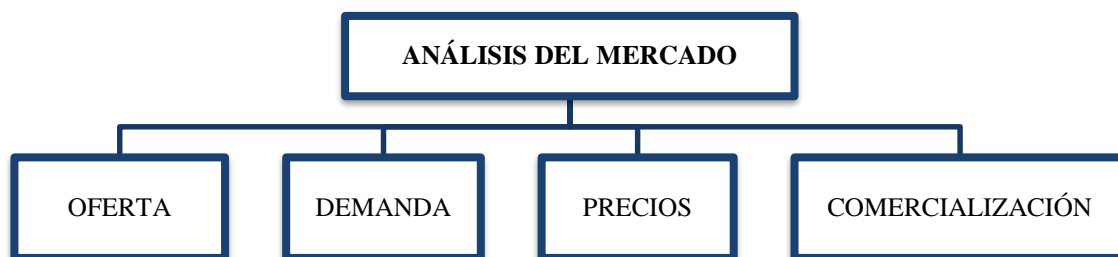 ANÁLISIS DEL MERCADO
OFERTA
DEMANDA
PRECIOS
COMERCIALIZACIÓN